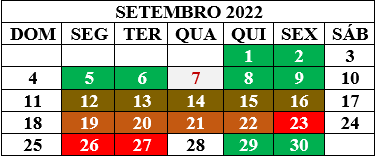 SETEMBRO 2022
DOM SEG TER QUA QUI SEX SÁB
1 2 3
4 5 6 7 8 9 10
11 12 13 14 15 16 17
18 19 20 21 22 23 24
25 26 27 28 29 30